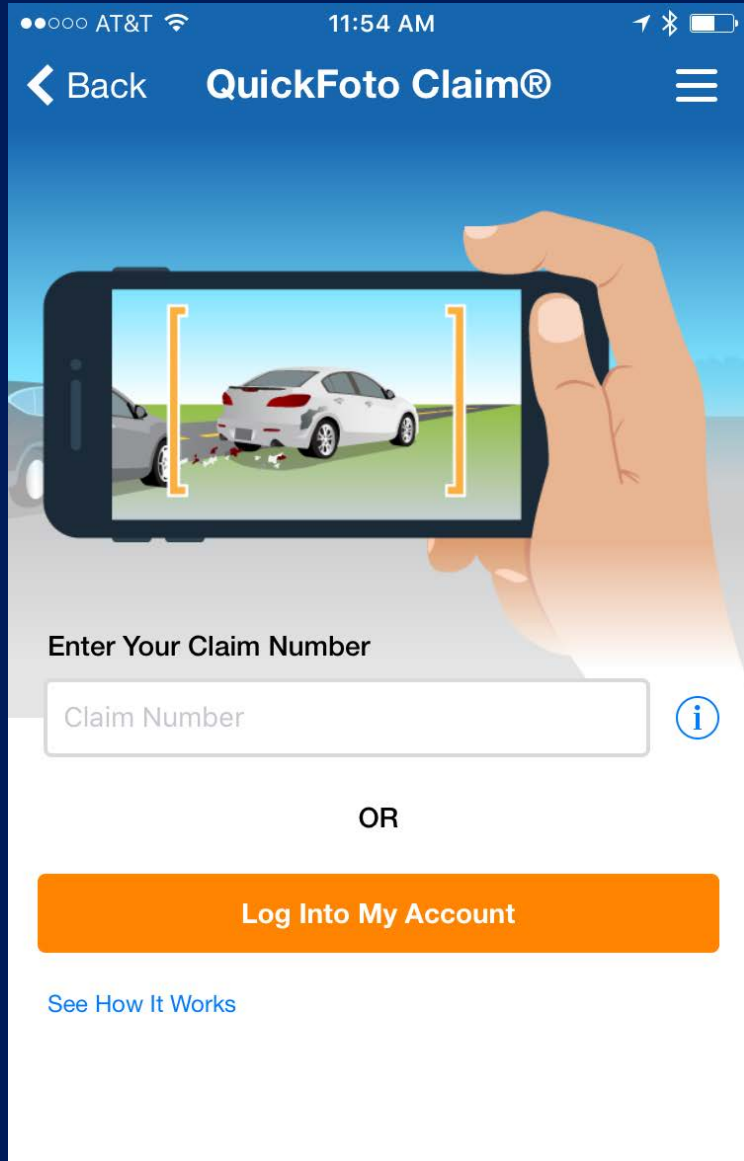 AT&T 11:54 AM
Back QuickFoto Claim®
Enter Your Claim Number
Claim Number
i
OR
Log Into My Account
See How It Works